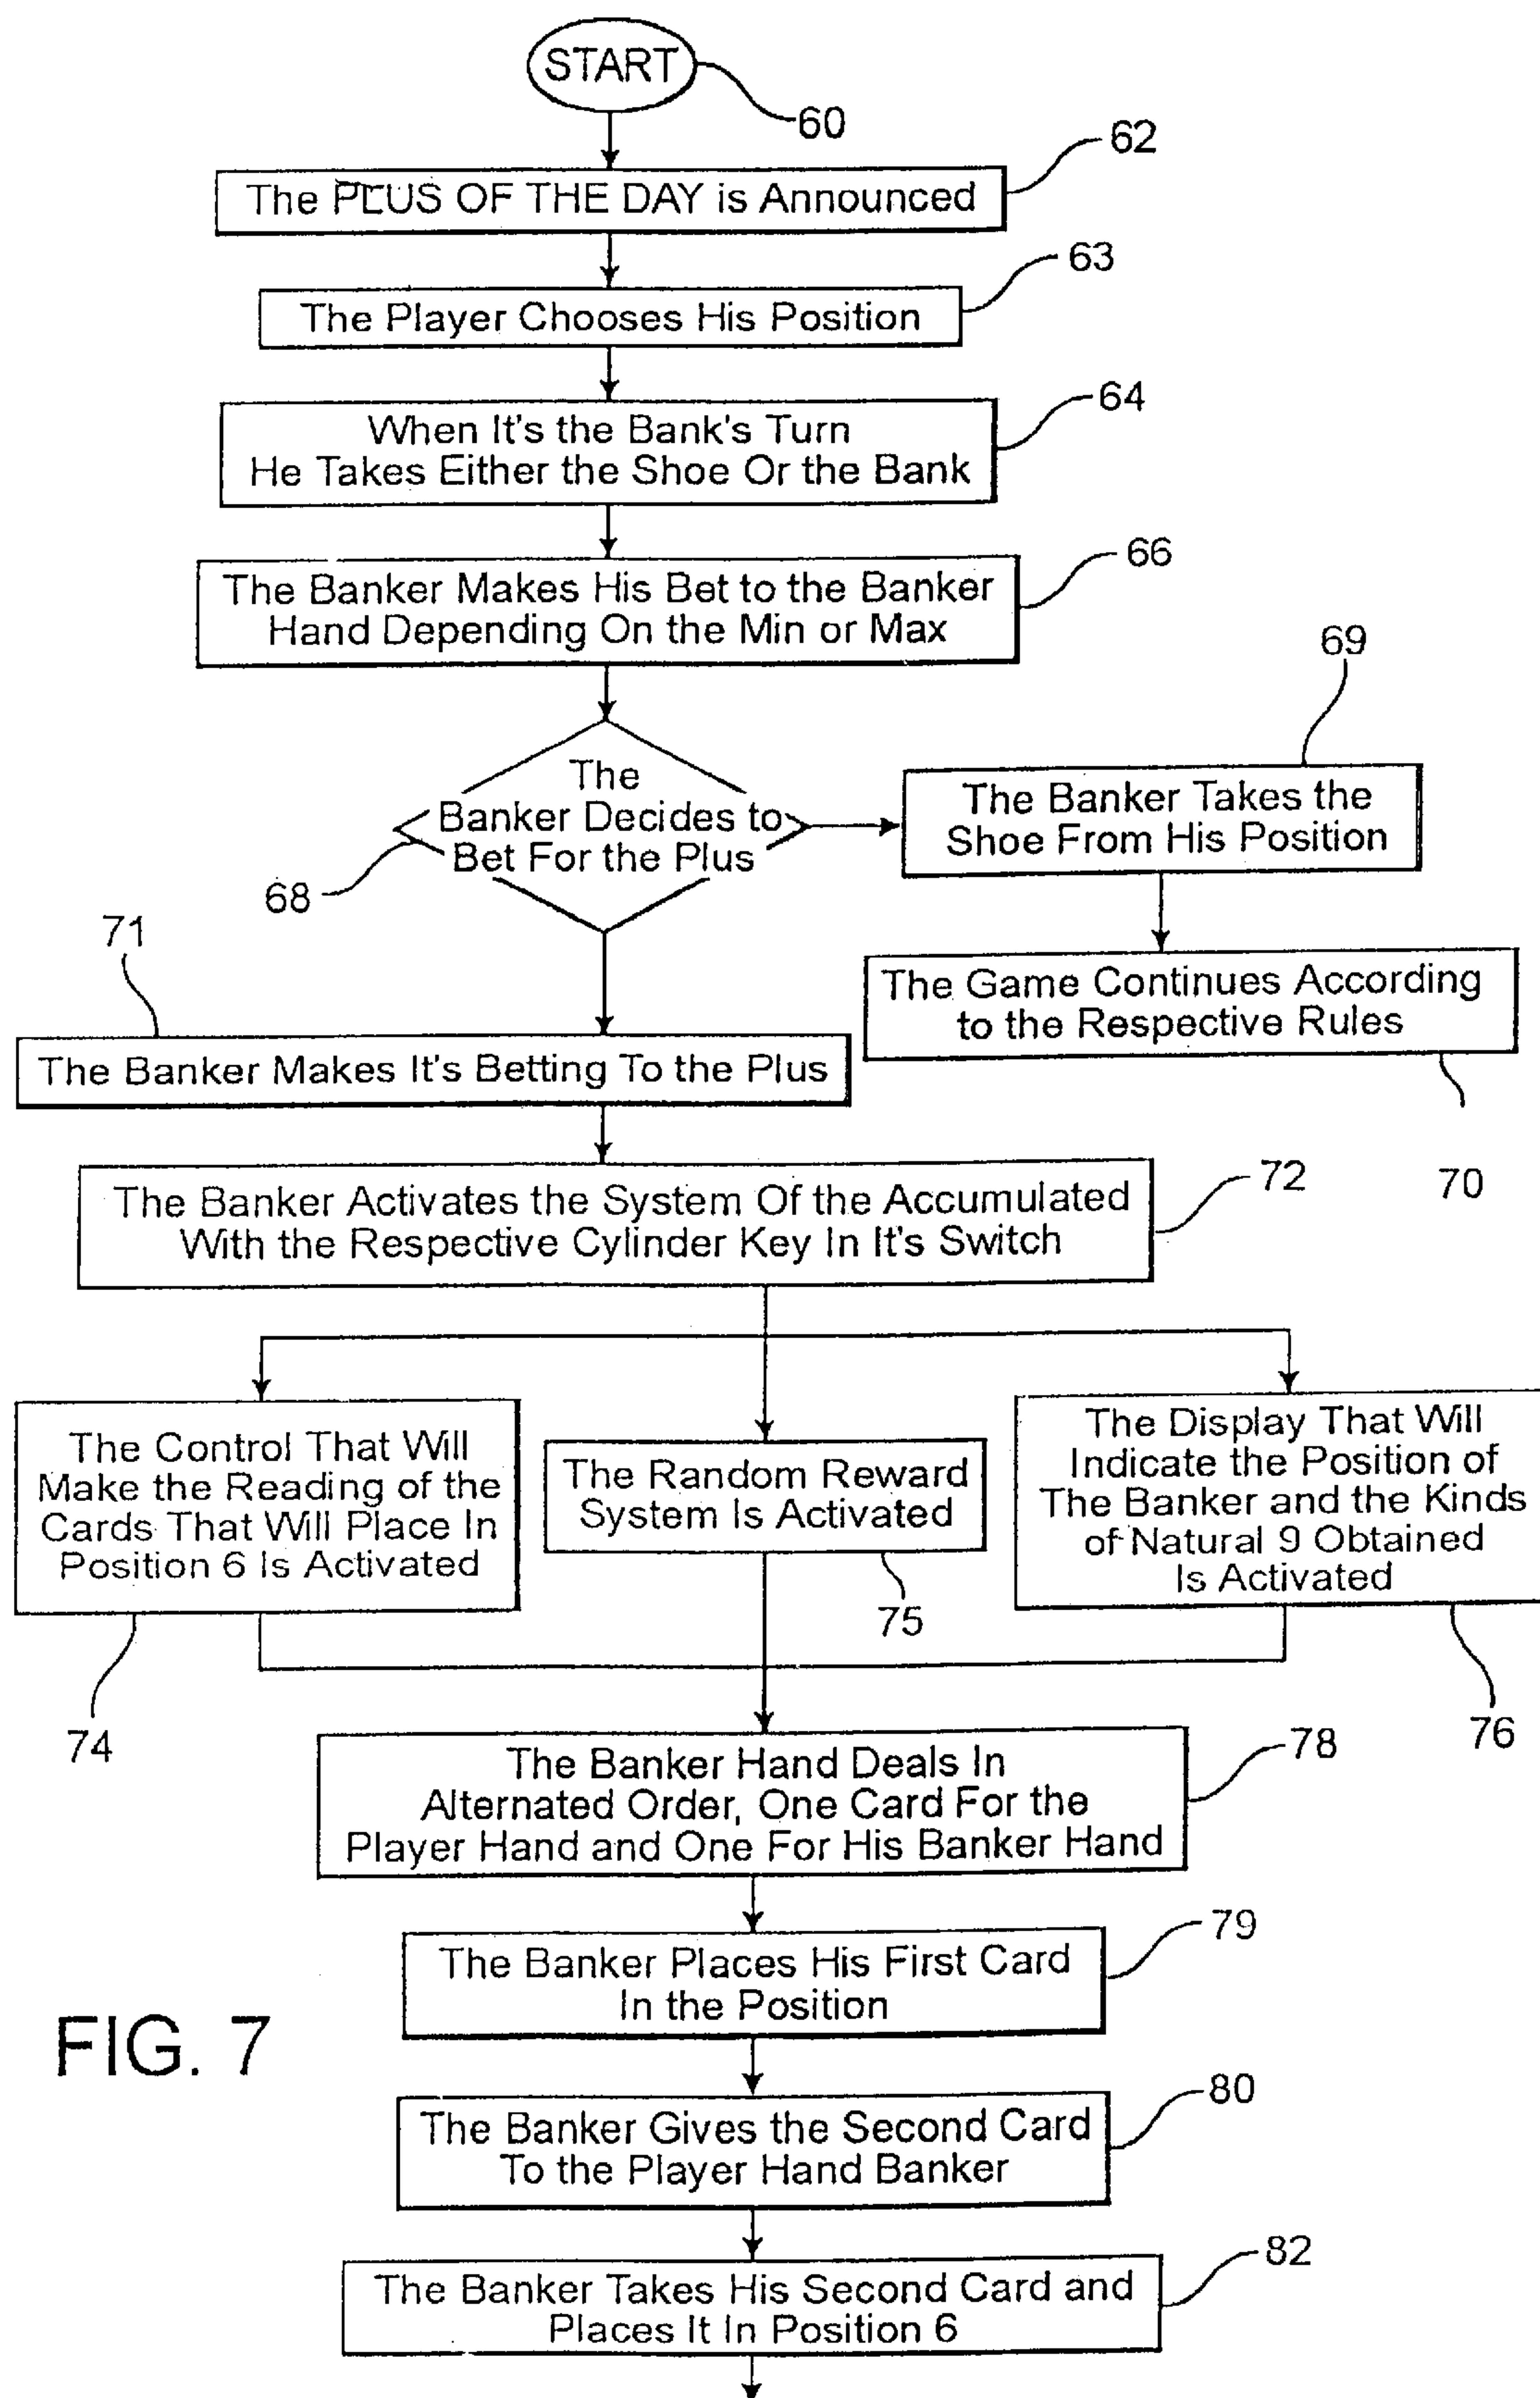 START
60
62
The PLUS OF THE DAY is Announced
63
The Player Chooses His Position
64
When It's the Bank's Turn
He Takes Either the Shoe Or the Bank
66
The Banker Makes His Bet to the Banker
Hand Depending On the Min or Max
69
The
Banker Decides to
Bet For the Plus
68
The Banker Takes the
Shoe From His Position
71
The Game Continues According
to the Respective Rules
70
The Banker Makes It's Betting To the Plus
72
The Banker Activates the System Of the Accumulated
With the Respective Cylinder Key In It's Switch
The Control That Will
Make the Reading of the
Cards That Will Place In
Position 6 Is Activated
74
The Random Reward
System Is Activated
75
The Display That Will
Indicate the Position of
The Banker and the Kinds
of Natural 9 Obtained
Is Activated
76
78
The Banker Hand Deals In
Alternated Order, One Card For the
Player Hand and One For His Banker Hand
79
The Banker Places His First Card
In the Position
FIG. 7
80
The Banker Gives the Second Card
To the Player Hand Banker
82
The Banker Takes His Second Card and
Places It In Position 6